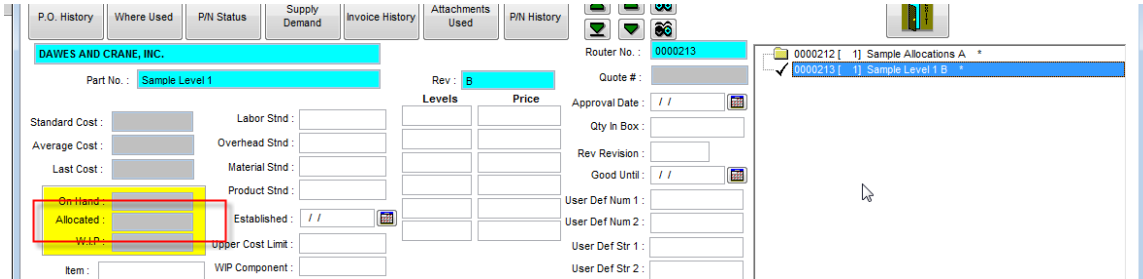 P.O. History
Where Used
P/N Status
Supply
Demand
Invoice History
Attachments
Used
P/N History
EXIT
DAWES AND CRANE, INC.
Part No. : Sample Level 1
Rev : B
Levels Price
Standard Cost :
Average Cost :
Last Cost :
On Hand :
Allocated :
W.I.P :
Item :
Labor Stnd :
Overhead Stnd :
Material Stnd :
Product Stnd :
Established : / /
Upper Cost Limit :
WIP Component :
Router No. : 0000213
Quote # :
Approval Date : / /
Qty In Box :
Rev Revision :
Good Until : / /
User Def Num 1 :
User Def Num 2 :
User Def Str 1 :
User Def Str 2 :
0000212 [ 1] Sample Allocations A *
0000213 [ 1] Sample Level 1 B *